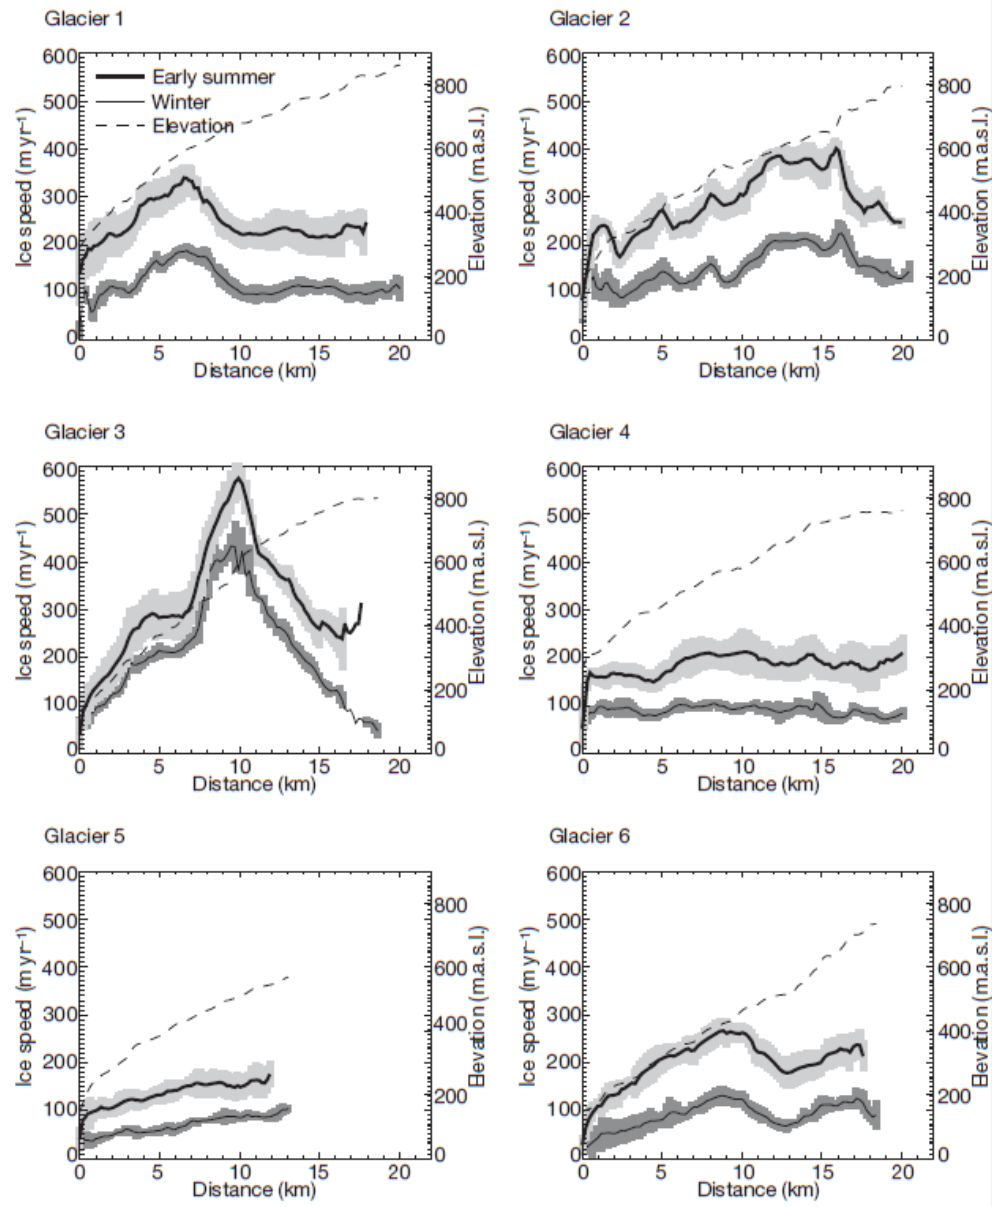 Glacier 1
600
500
400
300
200
100
0
Ice speed (m yr⁻¹)
Early summer
Winter
Elevation
800
600
400
200
0
Elevation (m.a.s.l.)
0 5 10 15 20
Distance (km)
Glacier 2
600
500
400
300
200
100
0
Ice speed (m yr⁻¹)
800
600
400
200
0
Elevation (m.a.s.l.)
0 5 10 15 20
Distance (km)
Glacier 3
600
500
400
300
200
100
0
Ice speed (m yr⁻¹)
800
600
400
200
0
Elevation (m.a.s.l.)
0 5 10 15 20
Distance (km)
Glacier 4
600
500
400
300
200
100
0
Ice speed (m yr⁻¹)
800
600
400
200
0
Elevation (m.a.s.l.)
0 5 10 15 20
Distance (km)
Glacier 5
600
500
400
300
200
100
0
Ice speed (m yr⁻¹)
800
600
400
200
0
Elevation (m.a.s.l.)
0 5 10 15 20
Distance (km)
Glacier 6
600
500
400
300
200
100
0
Ice speed (m yr⁻¹)
800
600
400
200
0
Elevation (m.a.s.l.)
0 5 10 15 20
Distance (km)